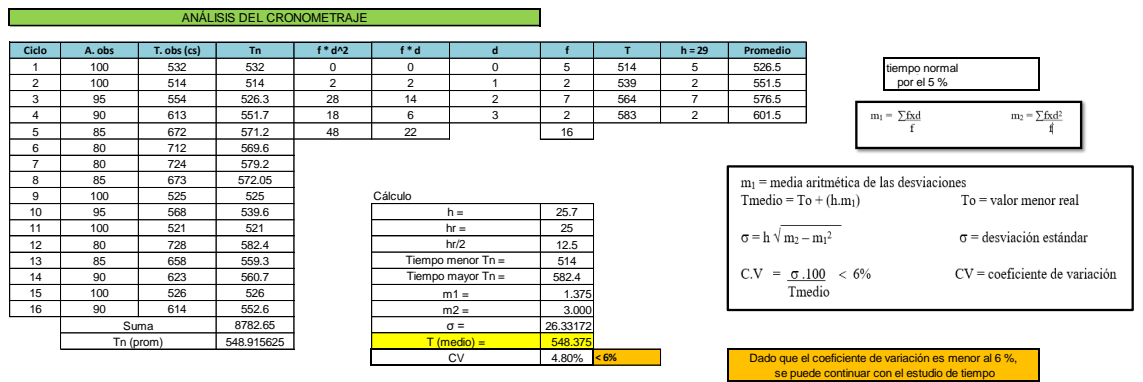 ANÁLISIS DEL CRONOMETRAJE
Ciclo A. obs T. obs (cs) Tn f * d^2 f * d d f T h = 29 Promedio
1 100 532 532 0 0 0 5 514 5 526.5
2 100 514 514 2 2 1 2 539 2 551.5
3 95 554 526.3 28 14 2 7 564 7 576.5
4 90 613 551.7 18 6 3 2 583 2 601.5
5 85 672 571.2 48 22 16
6 80 712 569.6
7 80 724 579.2
8 85 673 572.05
9 100 525 525
10 95 568 539.6
11 100 521 521
12 80 728 582.4
13 85 658 559.3
14 90 623 560.7
15 100 526 526
16 90 614 552.6
Suma 8782.65
Tn (prom) 548.915625
Cálculo
h = 25.7
hr = 25
hr/2 12.5
Tiempo menor Tn = 514
Tiempo mayor Tn = 582.4
m1 = 1.375
m2 = 3.000
σ = 26.33172
T (medio) = 548.375
CV 4.80% < 6%
tiempo normal
por el 5 %
m₁ = ∑fxd m₂ = ∑fxd²
f f
m₁ = media aritmética de las desviaciones
Tmedio = To + (h.m₁) To = valor menor real
σ = h √ m₂ – m₁² σ = desviación estándar
C.V = σ .100 < 6% CV = coeficiente de variación
Tmedio
Dado que el coeficiente de variación es menor al 6 %,
se puede continuar con el estudio de tiempo